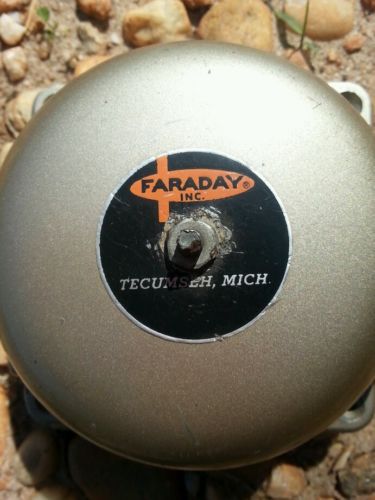 FARADAY®
INC.
TECUMSEH, MICH.